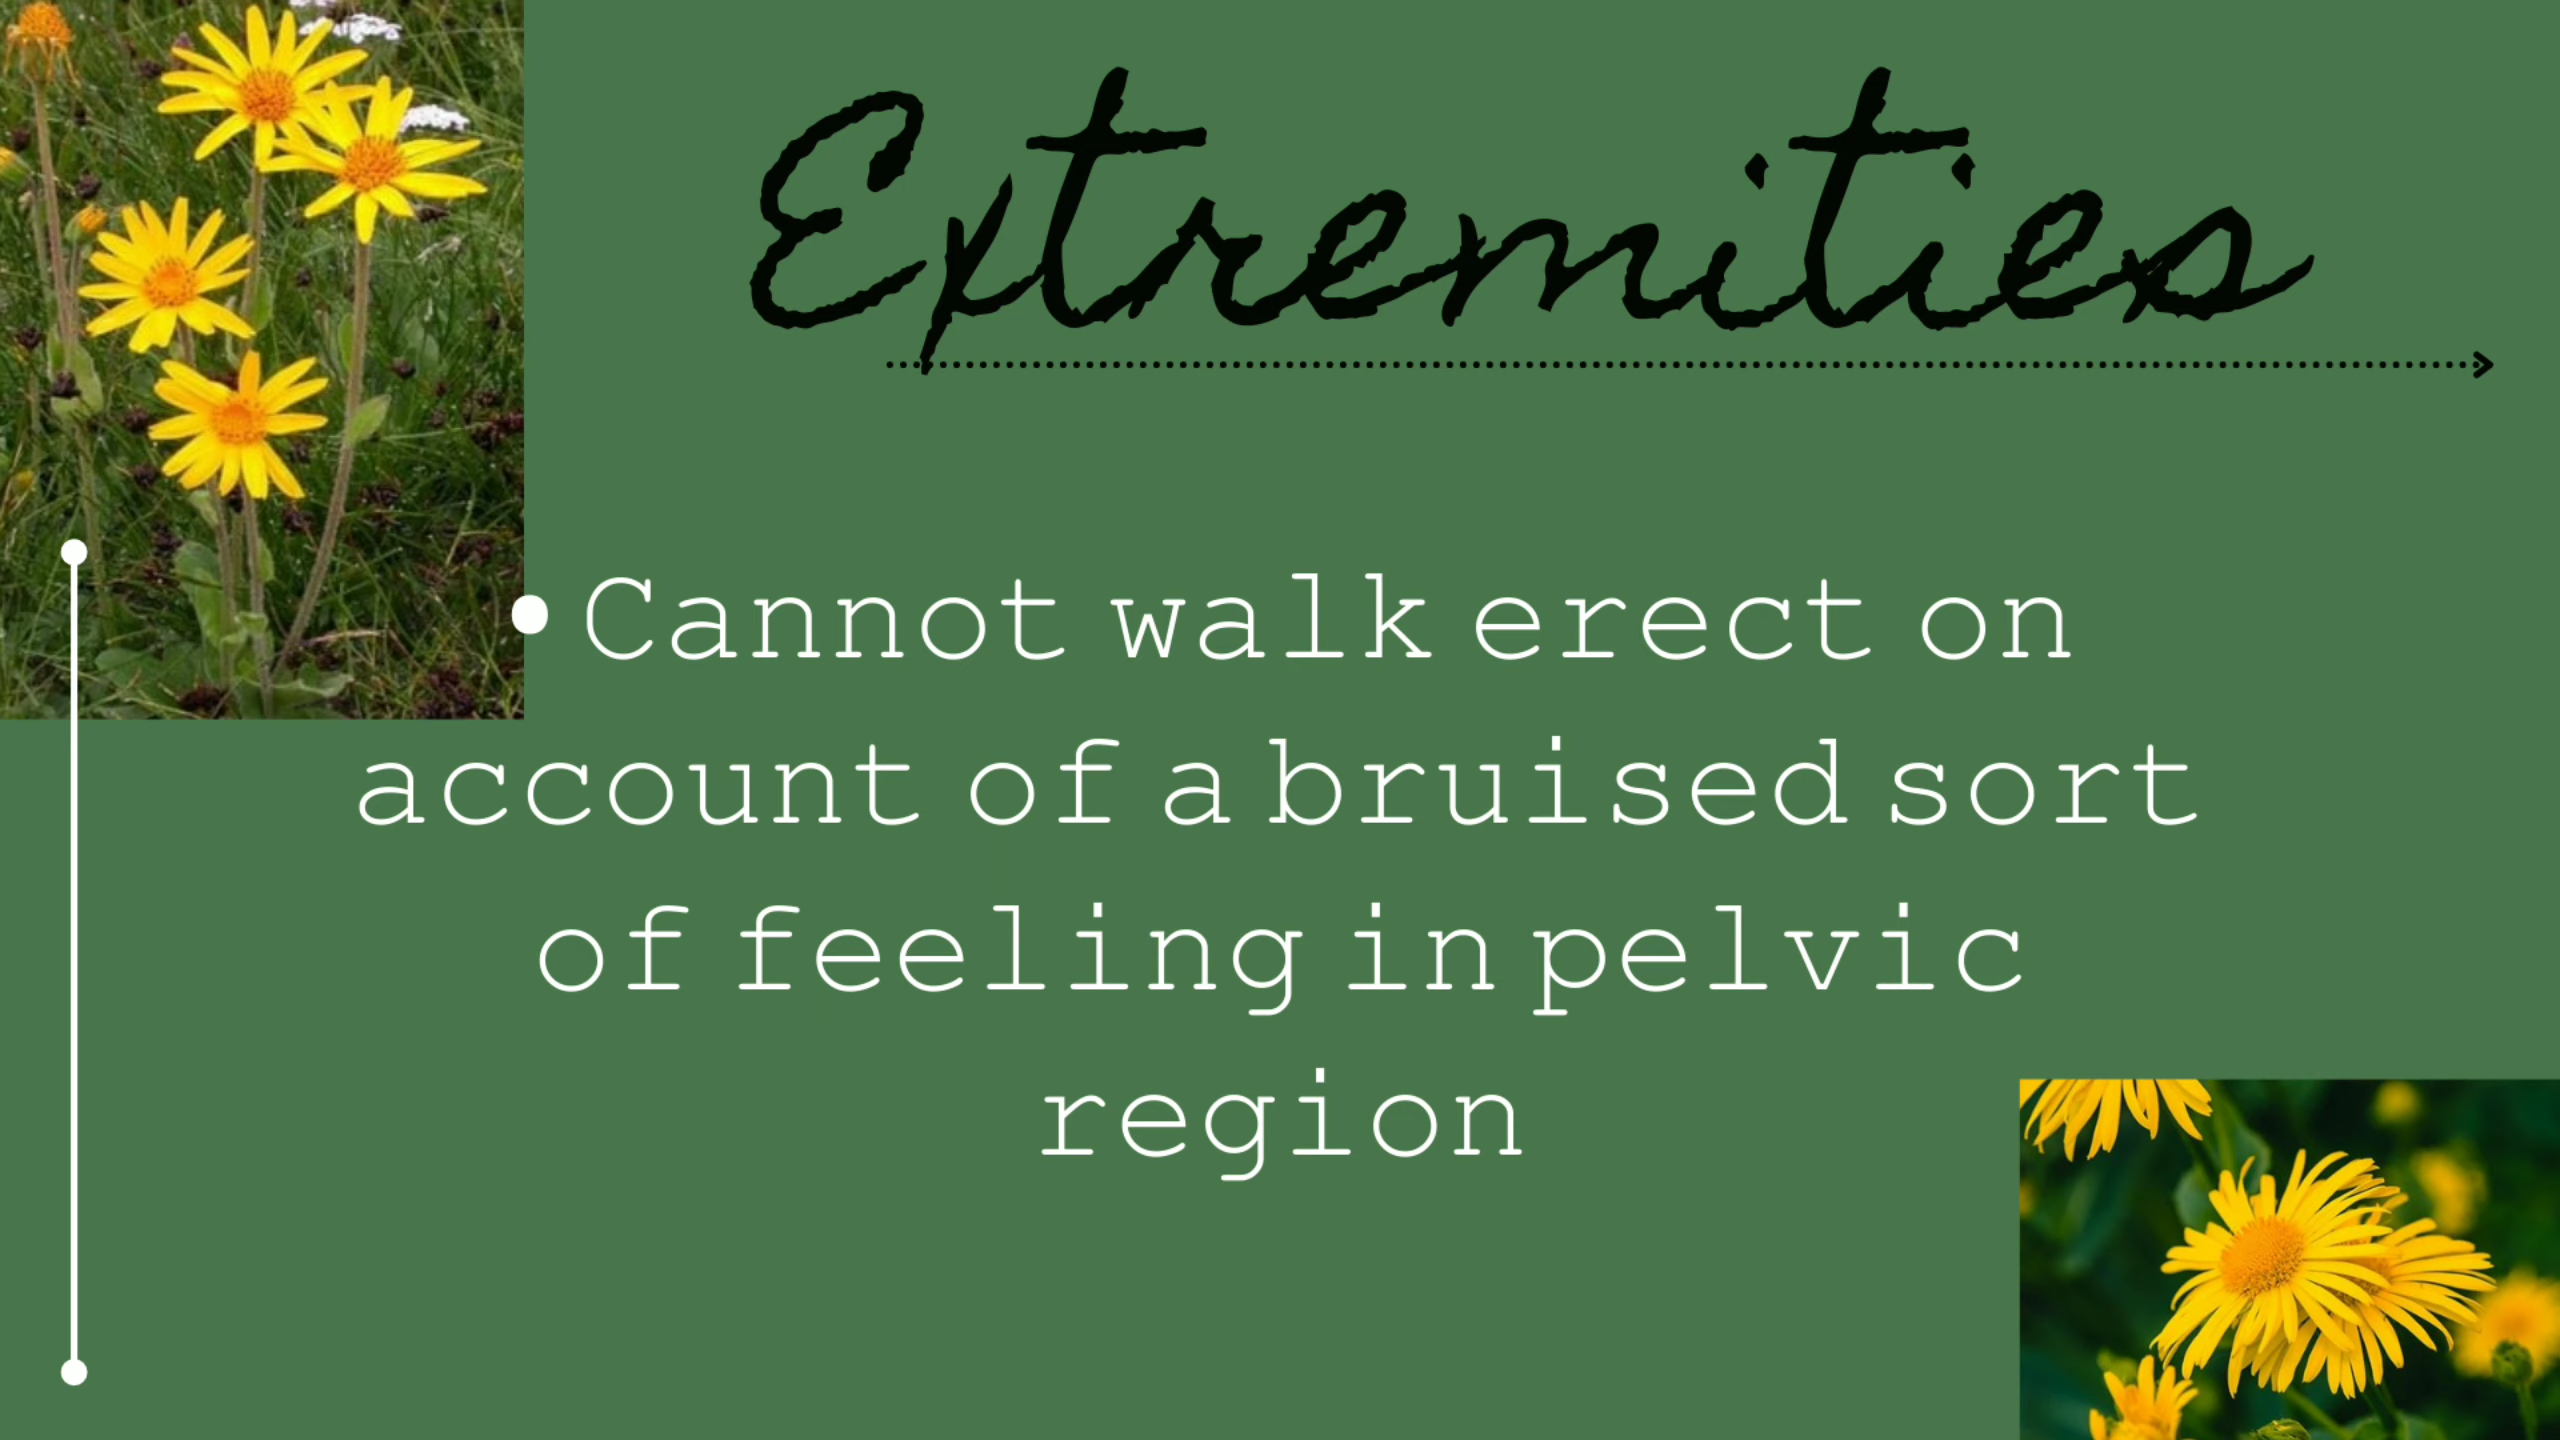 Extremities
• Cannot walk erect on
account of a bruised sort
of feeling in pelvic
region